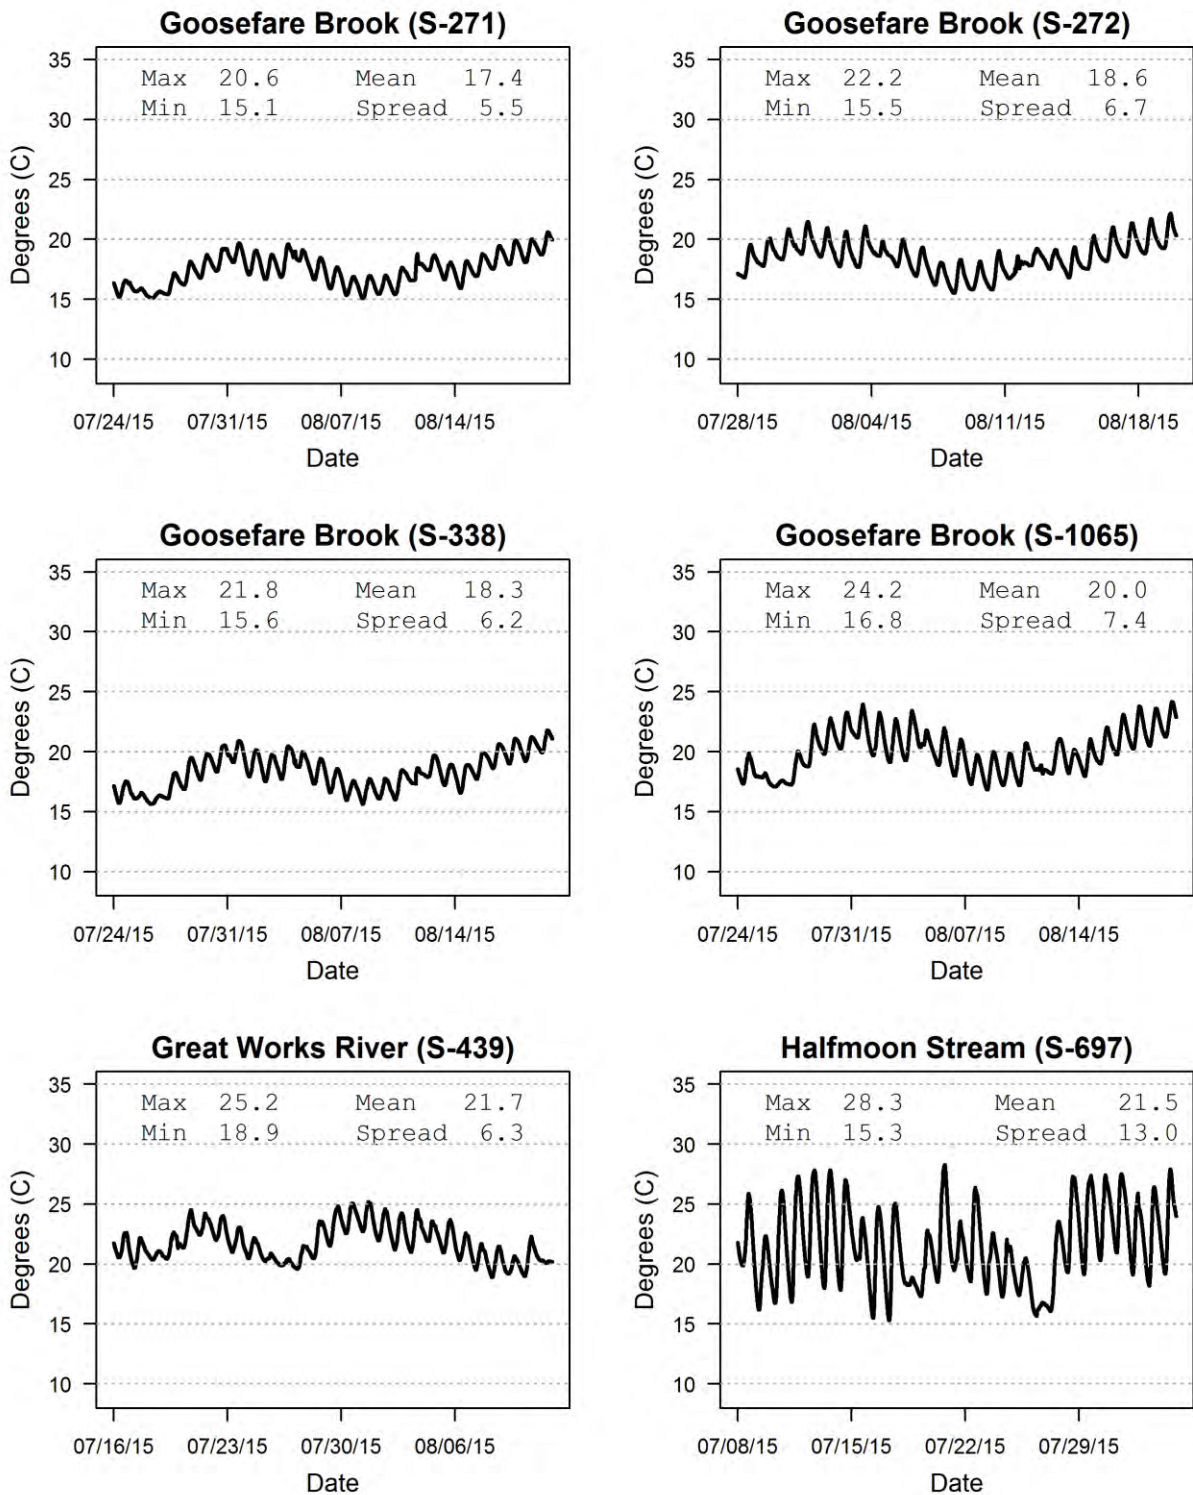 Goosefare Brook (S-271)
Max 20.6 Mean 17.4
Min 15.1 Spread 5.5
35
30
25
20
15
10
Degrees (C)
07/24/15 07/31/15 08/07/15 08/14/15
Date
Goosefare Brook (S-272)
Max 22.2 Mean 18.6
Min 15.5 Spread 6.7
35
30
25
20
15
10
Degrees (C)
07/28/15 08/04/15 08/11/15 08/18/15
Date
Goosefare Brook (S-338)
Max 21.8 Mean 18.3
Min 15.6 Spread 6.2
35
30
25
20
15
10
Degrees (C)
07/24/15 07/31/15 08/07/15 08/14/15
Date
Goosefare Brook (S-1065)
Max 24.2 Mean 20.0
Min 16.8 Spread 7.4
35
30
25
20
15
10
Degrees (C)
07/24/15 07/31/15 08/07/15 08/14/15
Date
Great Works River (S-439)
Max 25.2 Mean 21.7
Min 18.9 Spread 6.3
35
30
25
20
15
10
Degrees (C)
07/16/15 07/23/15 07/30/15 08/06/15
Date
Halfmoon Stream (S-697)
Max 28.3 Mean 21.5
Min 15.3 Spread 13.0
35
30
25
20
15
10
Degrees (C)
07/08/15 07/15/15 07/22/15 07/29/15
Date